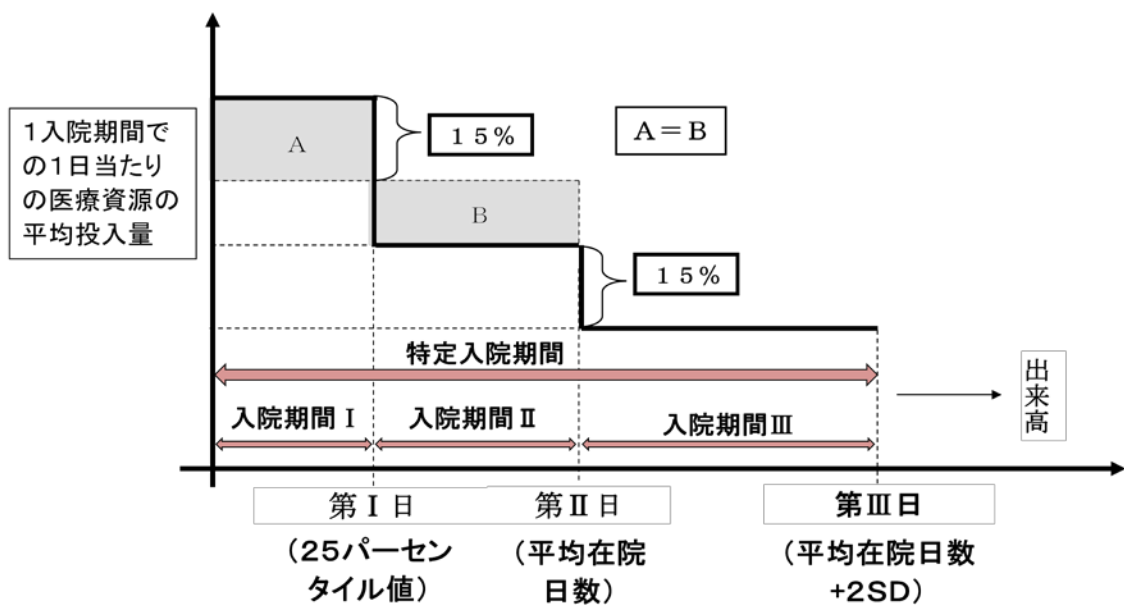 1入院期間で
の1日当たり
の医療資源の
平均投入量
A
15%
A=B
B
15%
特定入院期間
出来高
入院期間Ⅰ
入院期間Ⅱ
入院期間Ⅲ
第Ⅰ日
第Ⅱ日
第Ⅲ日
(25パーセン
タイル値)
(平均在院
日数)
(平均在院日数
+2SD)